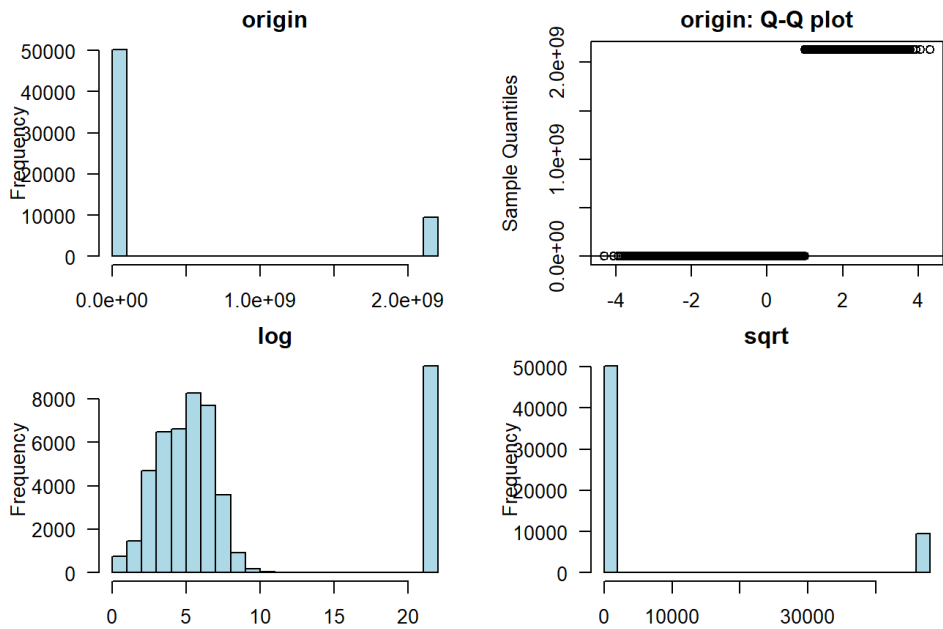 origin
Frequency
50000
40000
30000
20000
10000
0
0.0e+00 1.0e+09 2.0e+09
origin: Q-Q plot
Sample Quantiles
2.0e+09
1.0e+09
0.0e+00
-4 -2 0 2 4
log
Frequency
8000
6000
4000
2000
0
0 5 10 15 20
sqrt
Frequency
50000
40000
30000
20000
10000
0
0 10000 30000